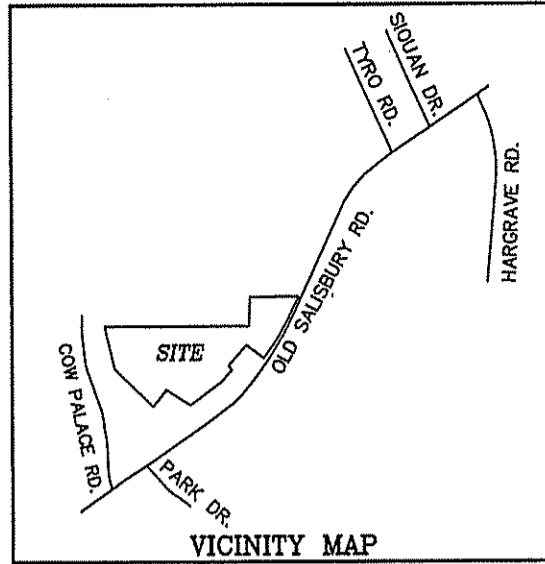 SIOUAN DR.
TYRO RD.
HARGRAVE RD.
OLD SALISBURY RD.
SITE
COW PALACE RD.
PARK DR.
VICINITY MAP